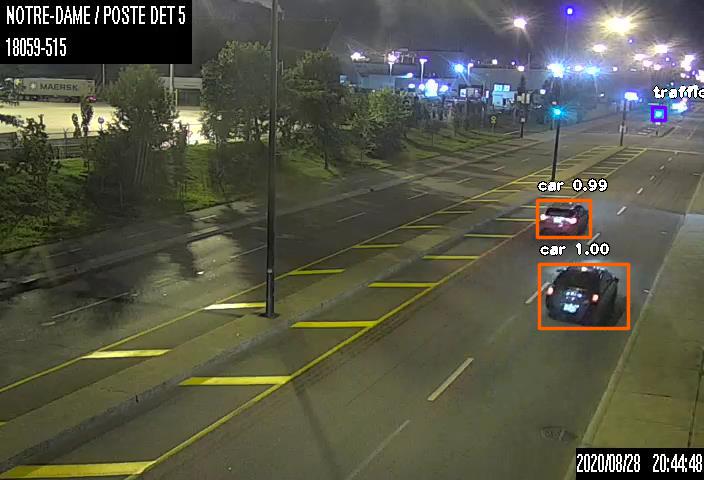 NOTRE-DAME / POSTE DET 5
18059-515
MAERSK
traffic
car 0.99
car 1.00
2020/08/28 20:44:48